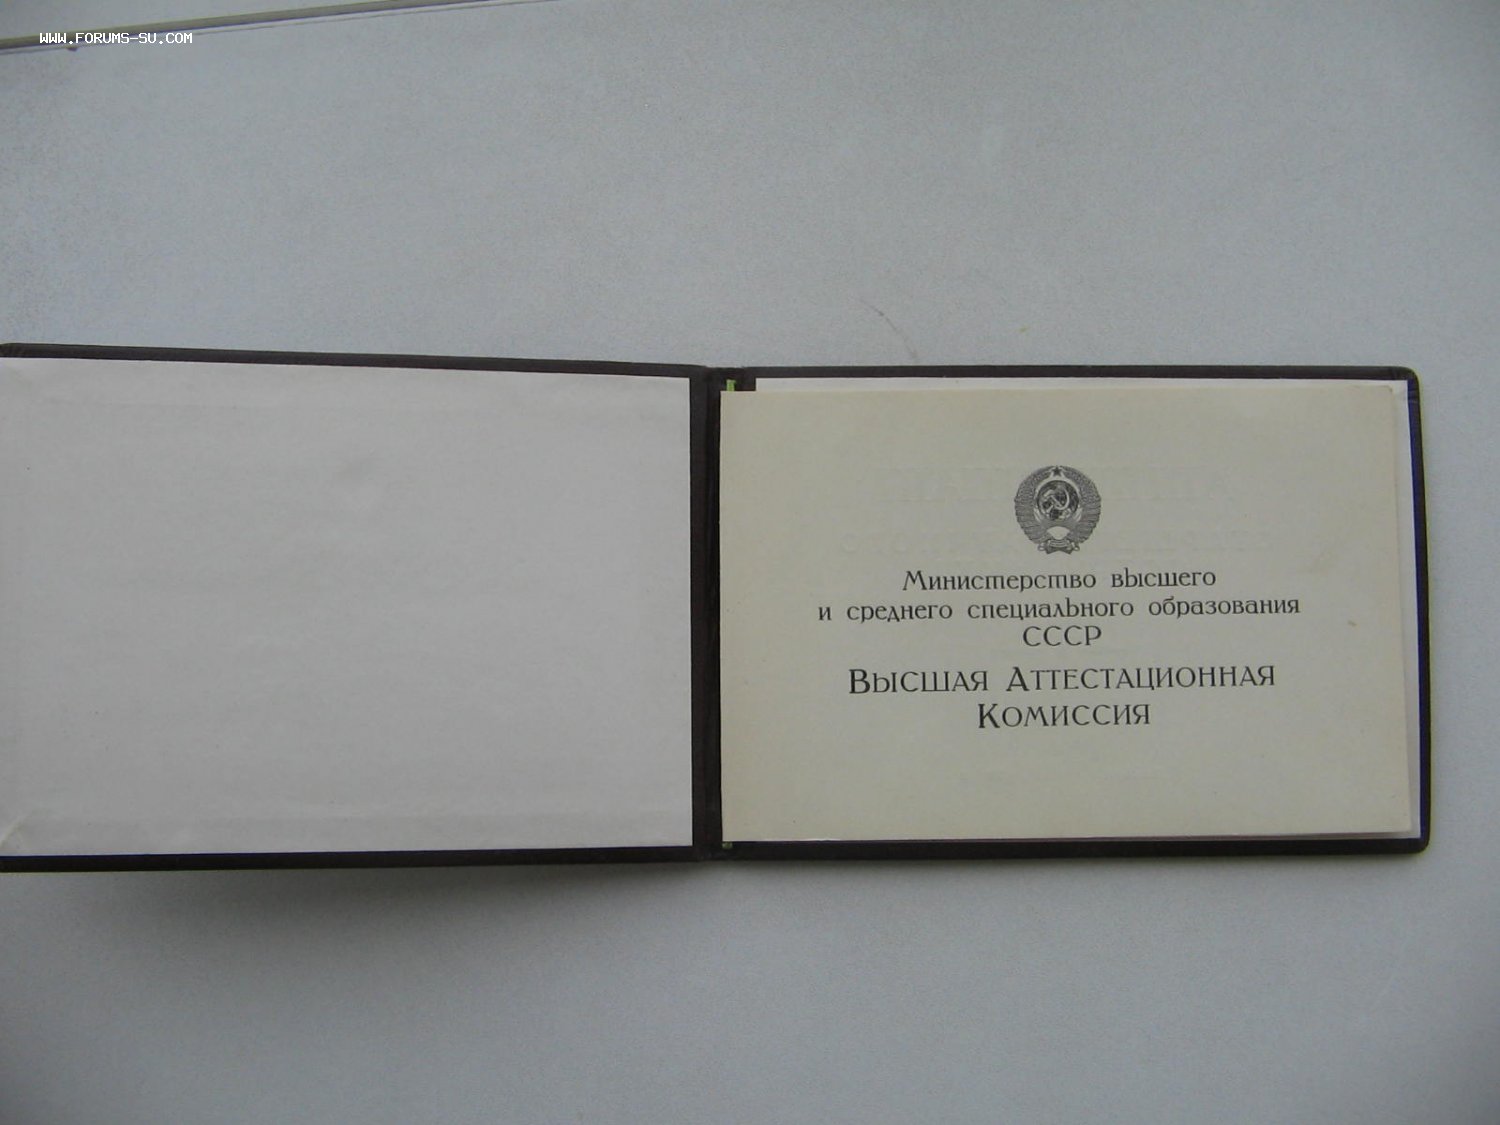 WWW.FORUMS-SU.COM
Министерство высшего
и среднего специального образования
СССР
Высшая Аттестационная
Комиссия